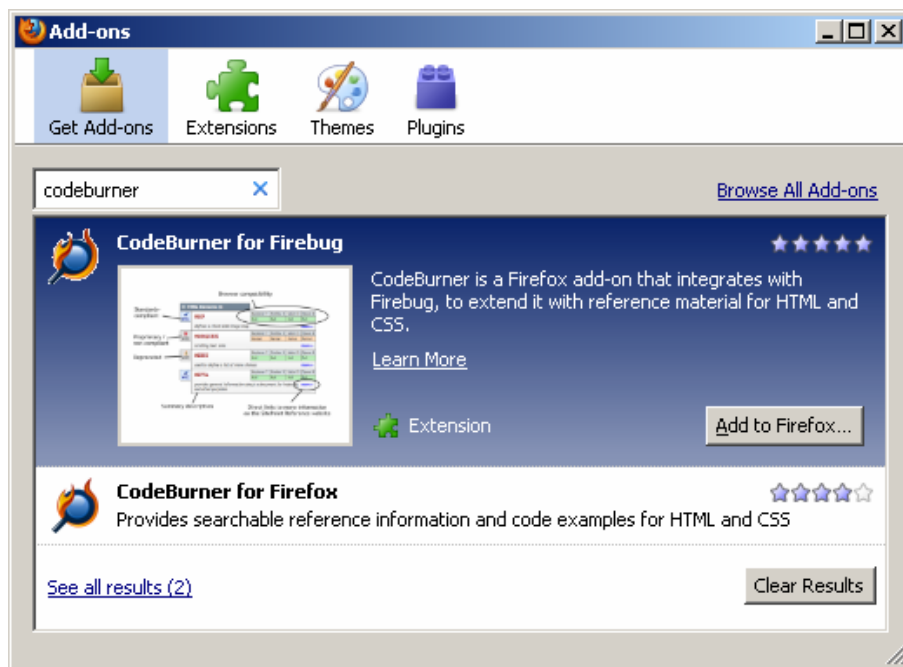 Add-ons
Get Add-ons Extensions Themes Plugins
codeburner
Browse All Add-ons
CodeBurner for Firebug
CodeBurner is a Firefox add-on that integrates with
Firebug, to extend it with reference material for HTML and
CSS.
Learn More
Extension
Add to Firefox...
CodeBurner for Firefox
Provides searchable reference information and code examples for HTML and CSS
See all results (2)
Clear Results